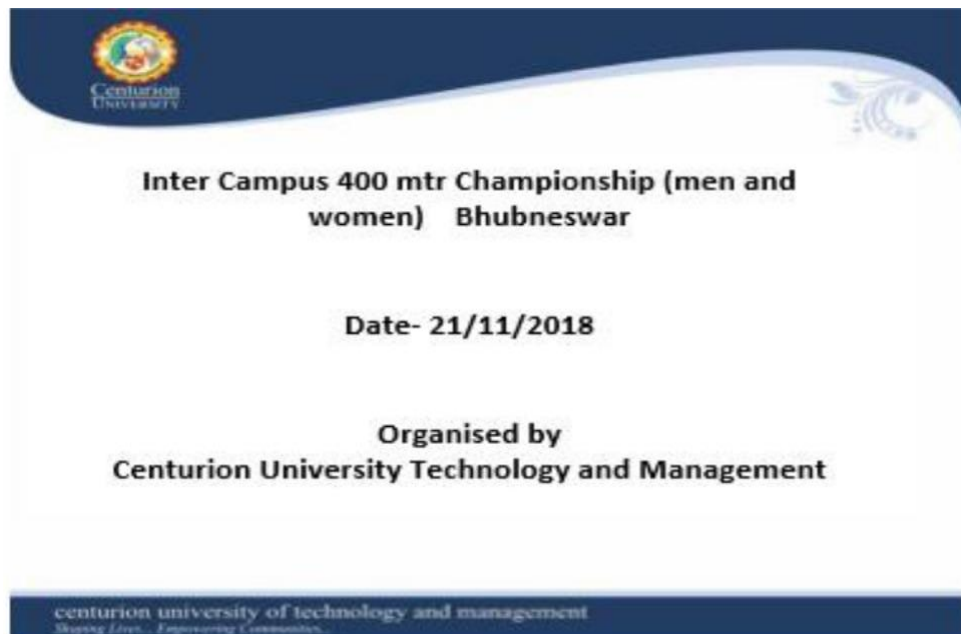 Centurion
UNIVERSITY
Inter Campus 400 mtr Championship (men and
women) Bhubneswar
Date- 21/11/2018
Organised by
Centurion University Technology and Management
centurion university of technology and management
Shaping Lives... Empowering Communities...